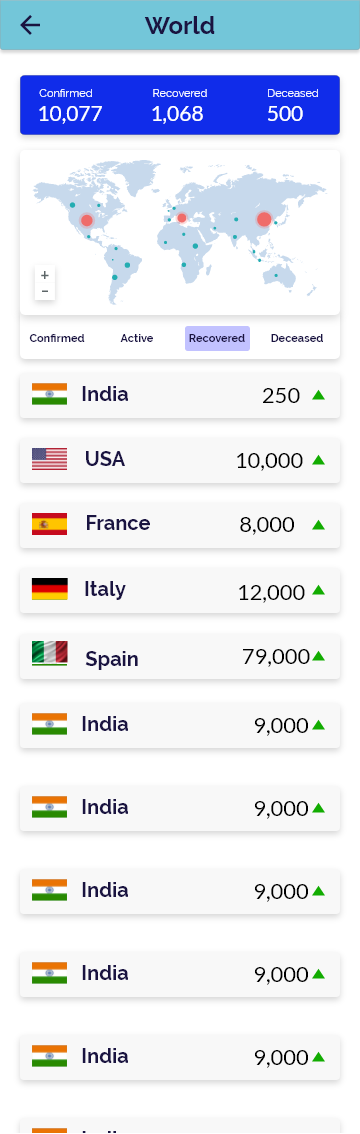 World
Confirmed Recovered Deceased
10,077 1,068 500
+
-
Confirmed Active Recovered Deceased
India 250
USA 10,000
France 8,000
Italy 12,000
Spain 79,000
India 9,000
India 9,000
India 9,000
India 9,000
India 9,000